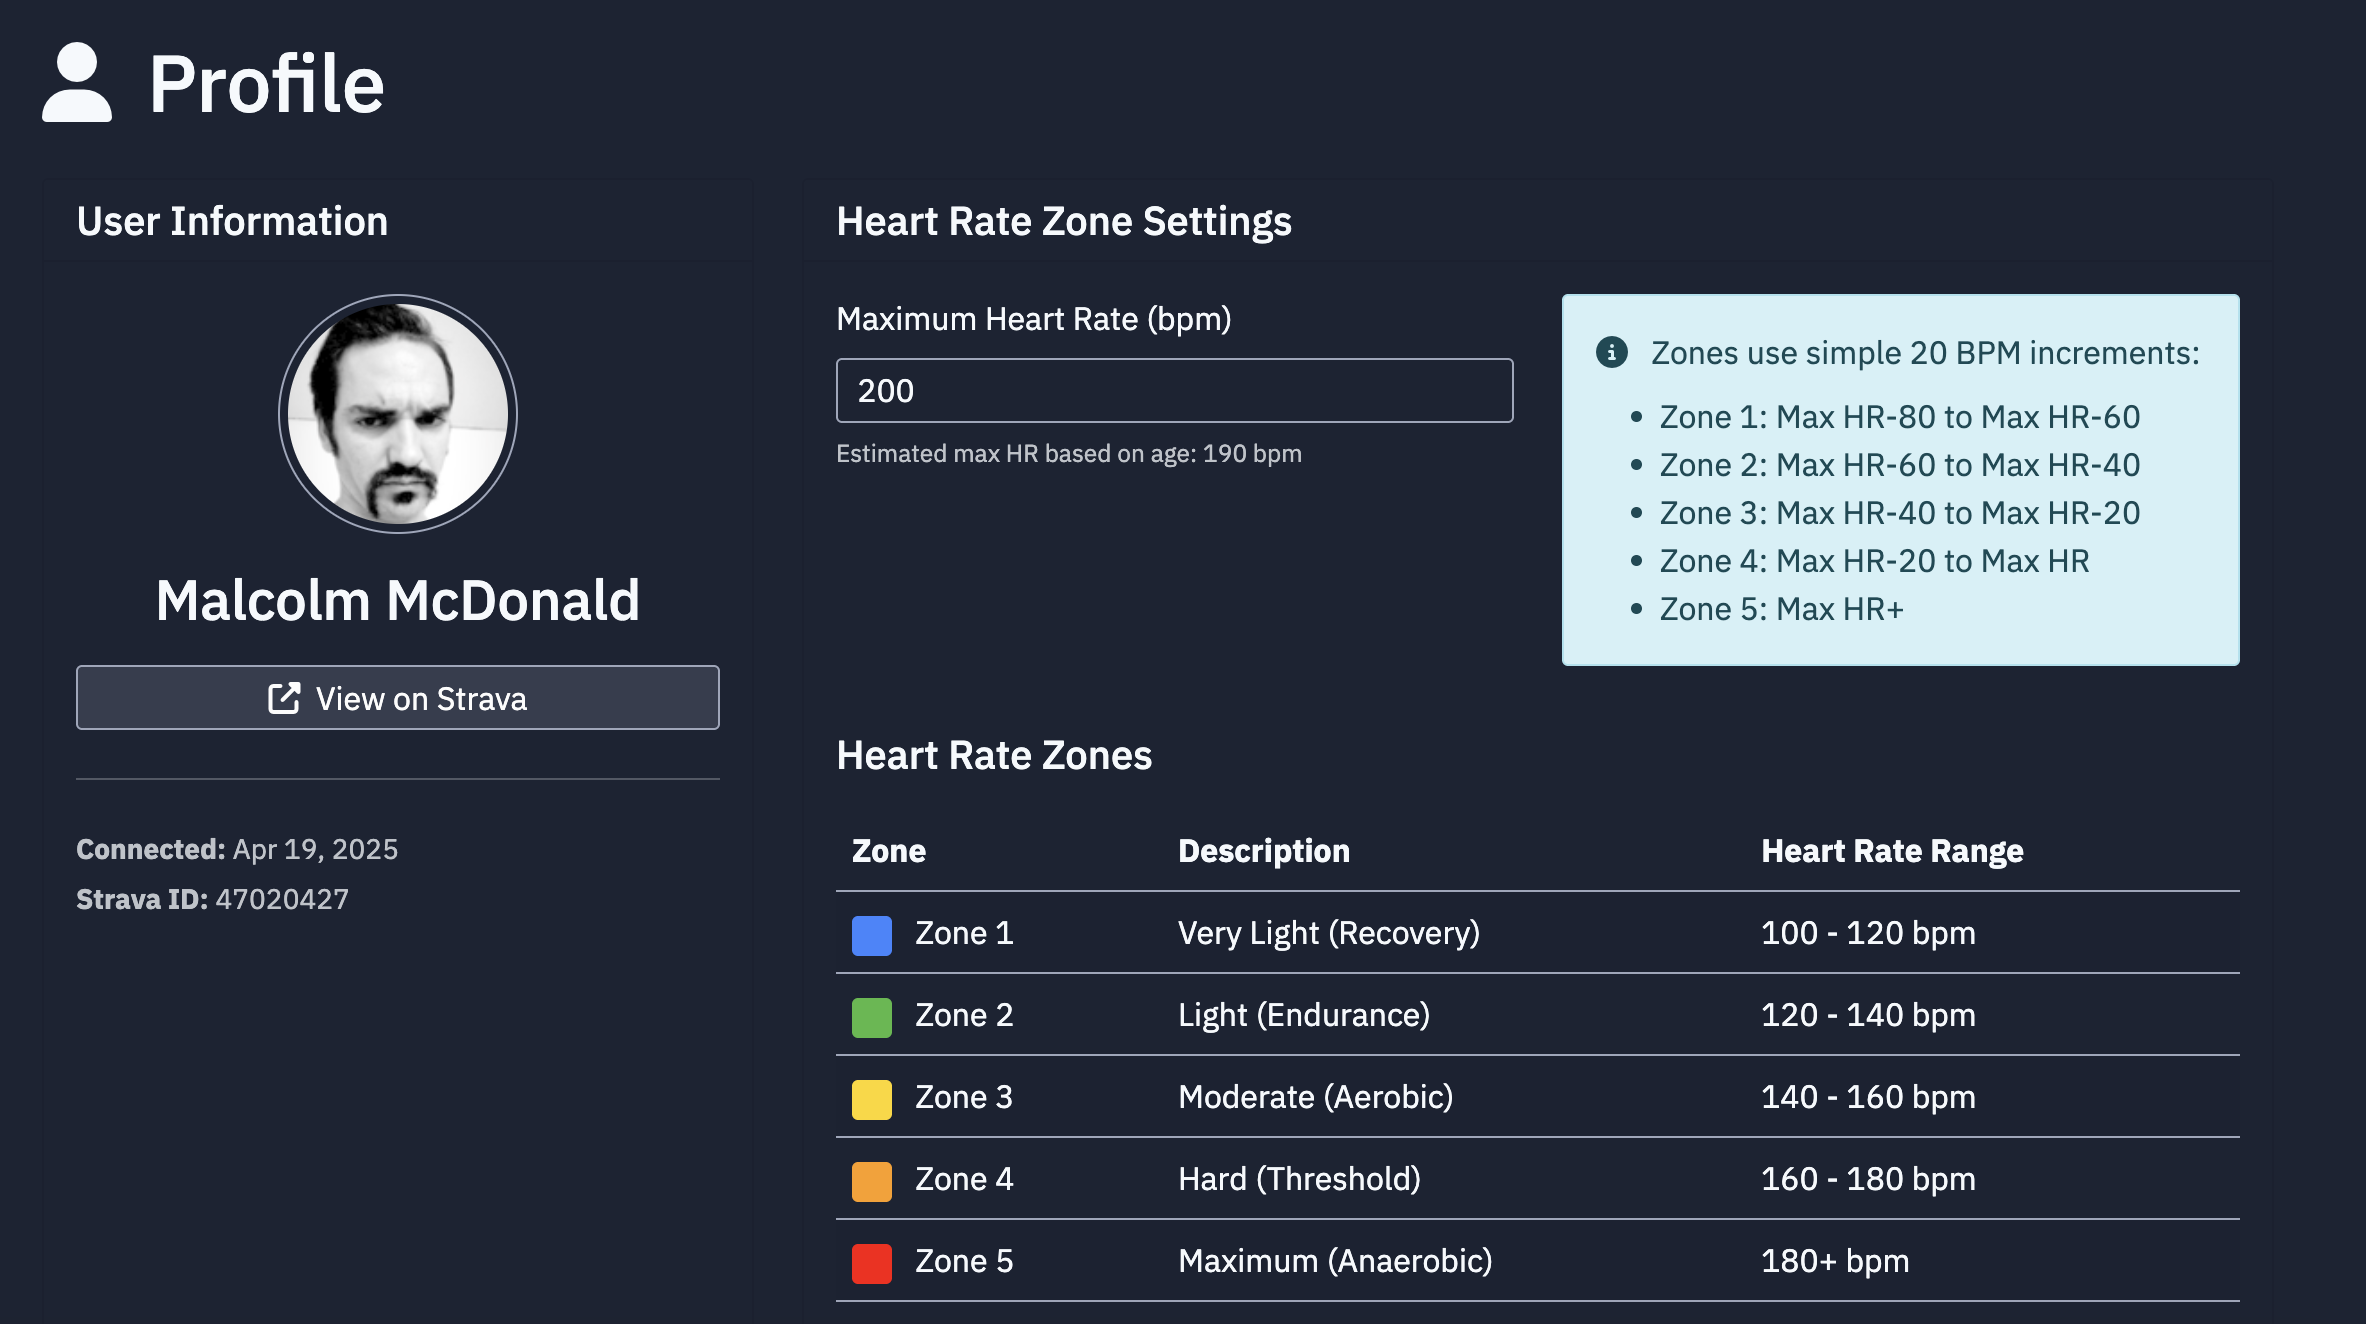 Profile
User Information
Malcolm McDonald
View on Strava
Connected: Apr 19, 2025
Strava ID: 47020427
Heart Rate Zone Settings
Maximum Heart Rate (bpm)
200
Estimated max HR based on age: 190 bpm
Zones use simple 20 BPM increments:
• Zone 1: Max HR-80 to Max HR-60
• Zone 2: Max HR-60 to Max HR-40
• Zone 3: Max HR-40 to Max HR-20
• Zone 4: Max HR-20 to Max HR
• Zone 5: Max HR+
Heart Rate Zones
Zone Description Heart Rate Range
Zone 1 Very Light (Recovery) 100 - 120 bpm
Zone 2 Light (Endurance) 120 - 140 bpm
Zone 3 Moderate (Aerobic) 140 - 160 bpm
Zone 4 Hard (Threshold) 160 - 180 bpm
Zone 5 Maximum (Anaerobic) 180+ bpm